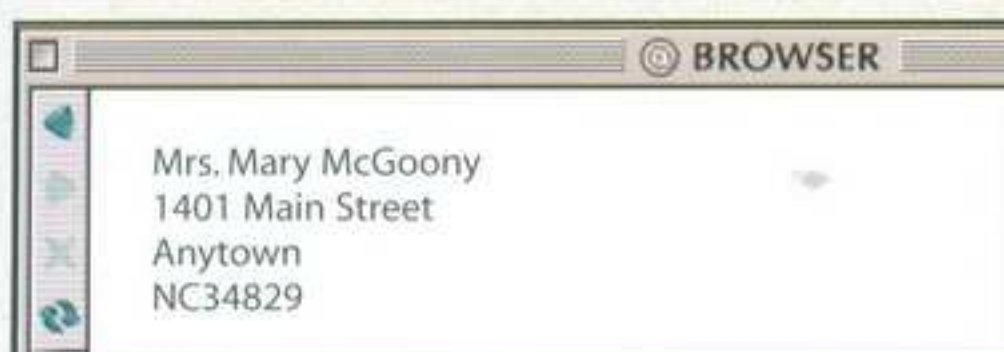 BROWSER
Mrs. Mary McGoony
1401 Main Street
Anytown
NC34829